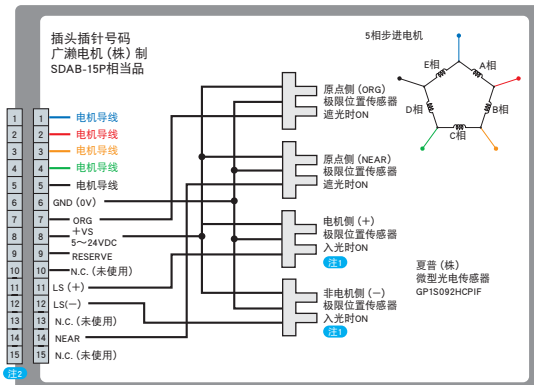 插头插针号码
广濑电机（株）制
SDAB-15P相当品
1 1 电机导线
2 2 电机导线
3 3 电机导线
4 4 电机导线
5 5 电机导线
6 6 GND (0V)
7 7 ORG
8 8 +VS
5～24VDC
9 9 RESERVE
10 10 N.C.（未使用）
11 11 LS (+)
12 12 LS(－)
13 13 N.C.（未使用）
14 14 NEAR
15 15 N.C.（未使用）
注2
原点侧（ORG）
极限位置传感器
遮光时ON
原点侧（NEAR）
极限位置传感器
遮光时ON
电机侧（+）
极限位置传感器
入光时ON
注1
非电机侧（－）
极限位置传感器
入光时ON
注1
5相步进电机
E相
A相
D相
B相
C相
夏普（株）
微型光电传感器
GP1S092HCPIF